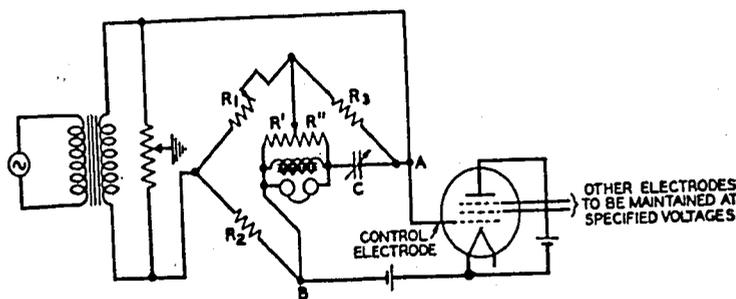 R1
R3
R' R"
A
C
R2
B
CONTROL
ELECTRODE
OTHER ELECTRODES
TO BE MAINTAINED AT
SPECIFIED VOLTAGES